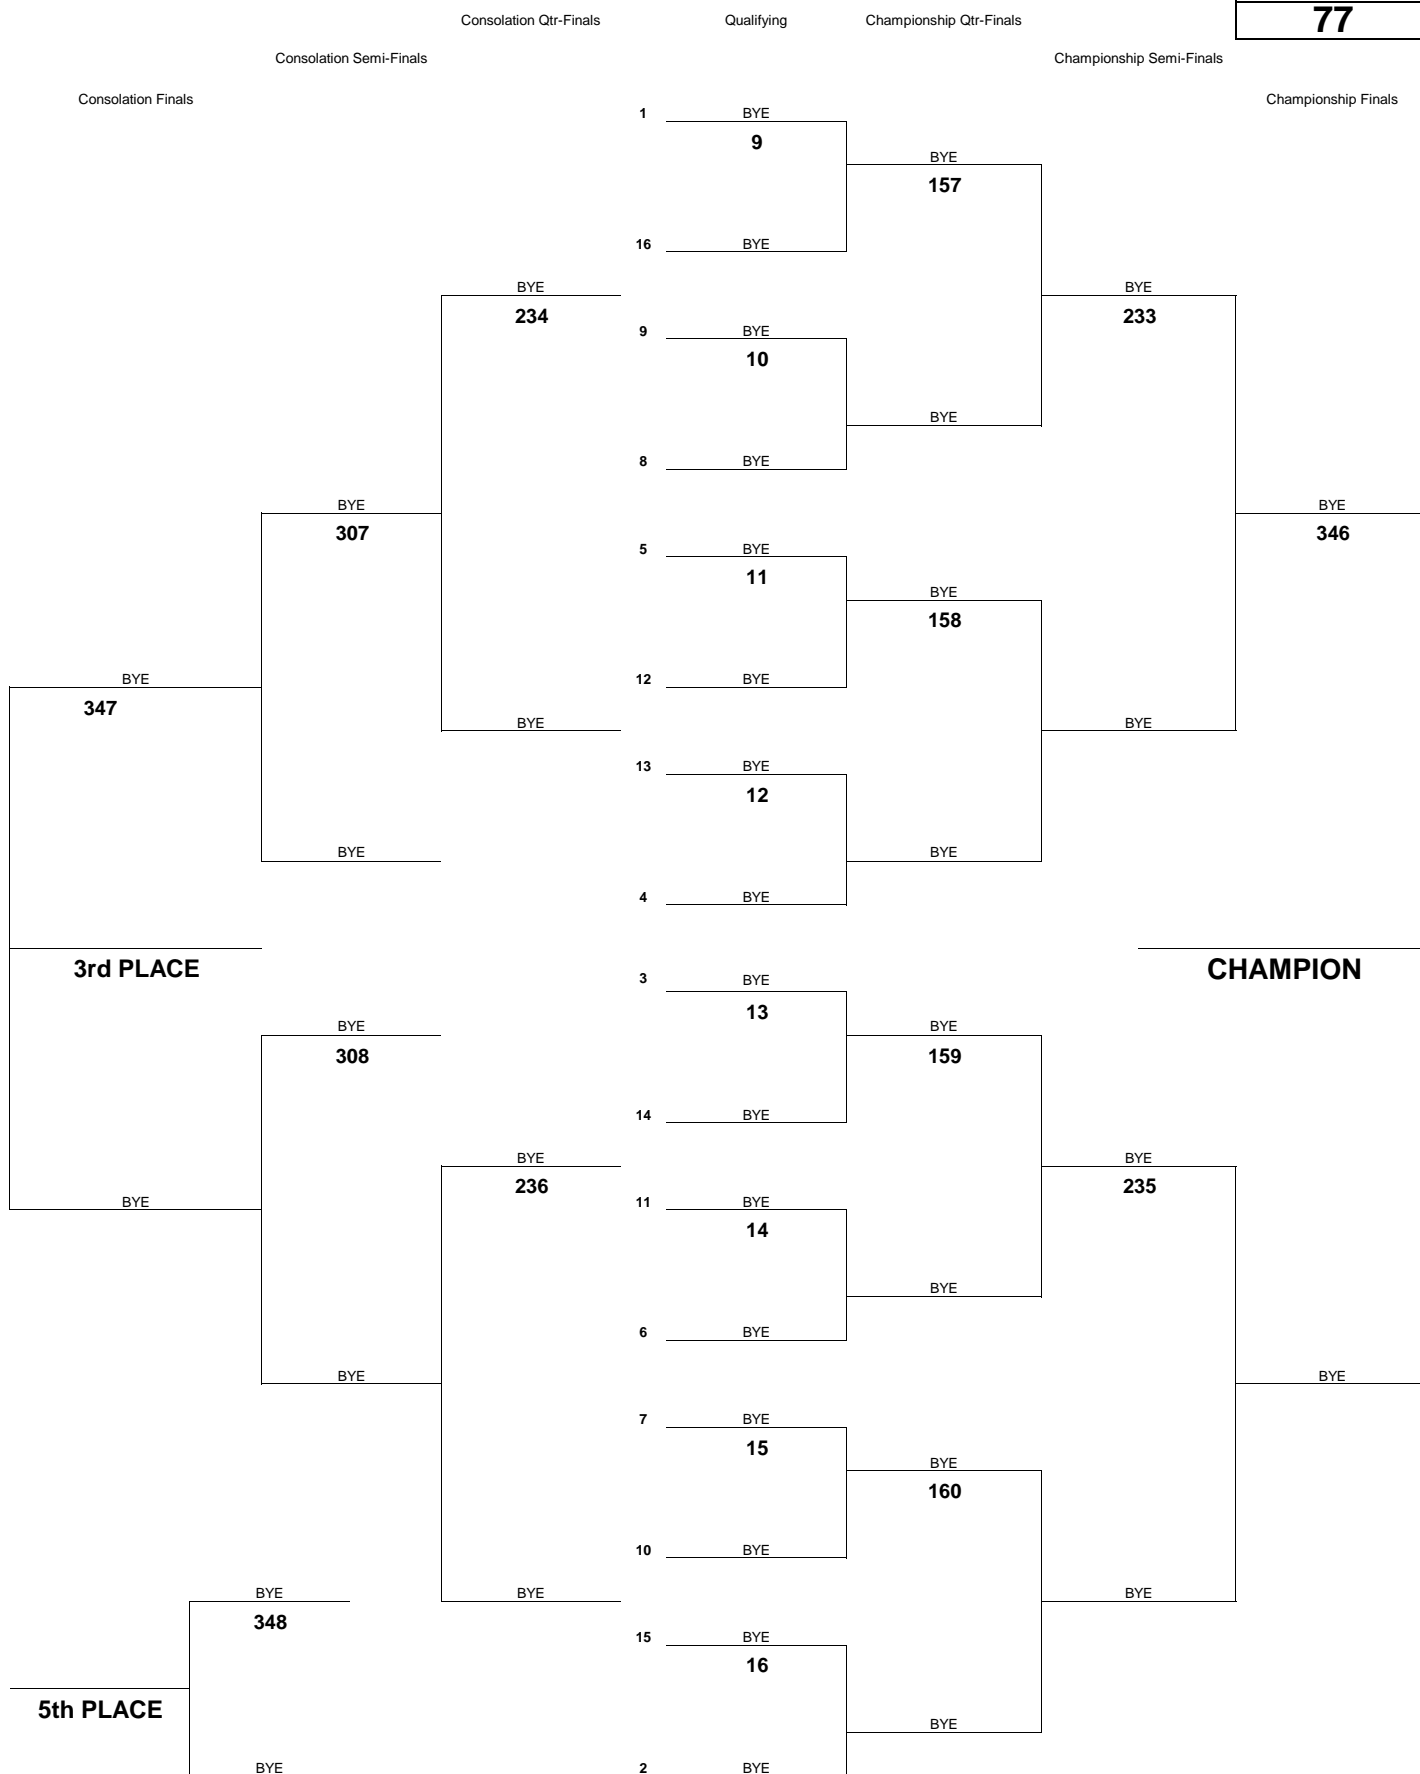 Consolation Qtr-Finals Qualifying Championship Qtr-Finals 77
Consolation Semi-Finals Championship Semi-Finals
Consolation Finals Championship Finals
1 BYE
9
BYE
157
16 BYE
BYE BYE
234 233
9 BYE
10
BYE
8 BYE
BYE BYE
307 346
5 BYE
11
BYE
158
BYE 12 BYE
347
BYE BYE
13 BYE
12
BYE BYE
4 BYE
3rd PLACE CHAMPION
3 BYE
13
BYE BYE
308 159
14 BYE
BYE BYE
236 235
BYE 11 BYE
14
BYE
6 BYE
BYE BYE
7 BYE
15
BYE
160
10 BYE
BYE BYE BYE
348
15 BYE
16
5th PLACE
BYE
BYE 2 BYE